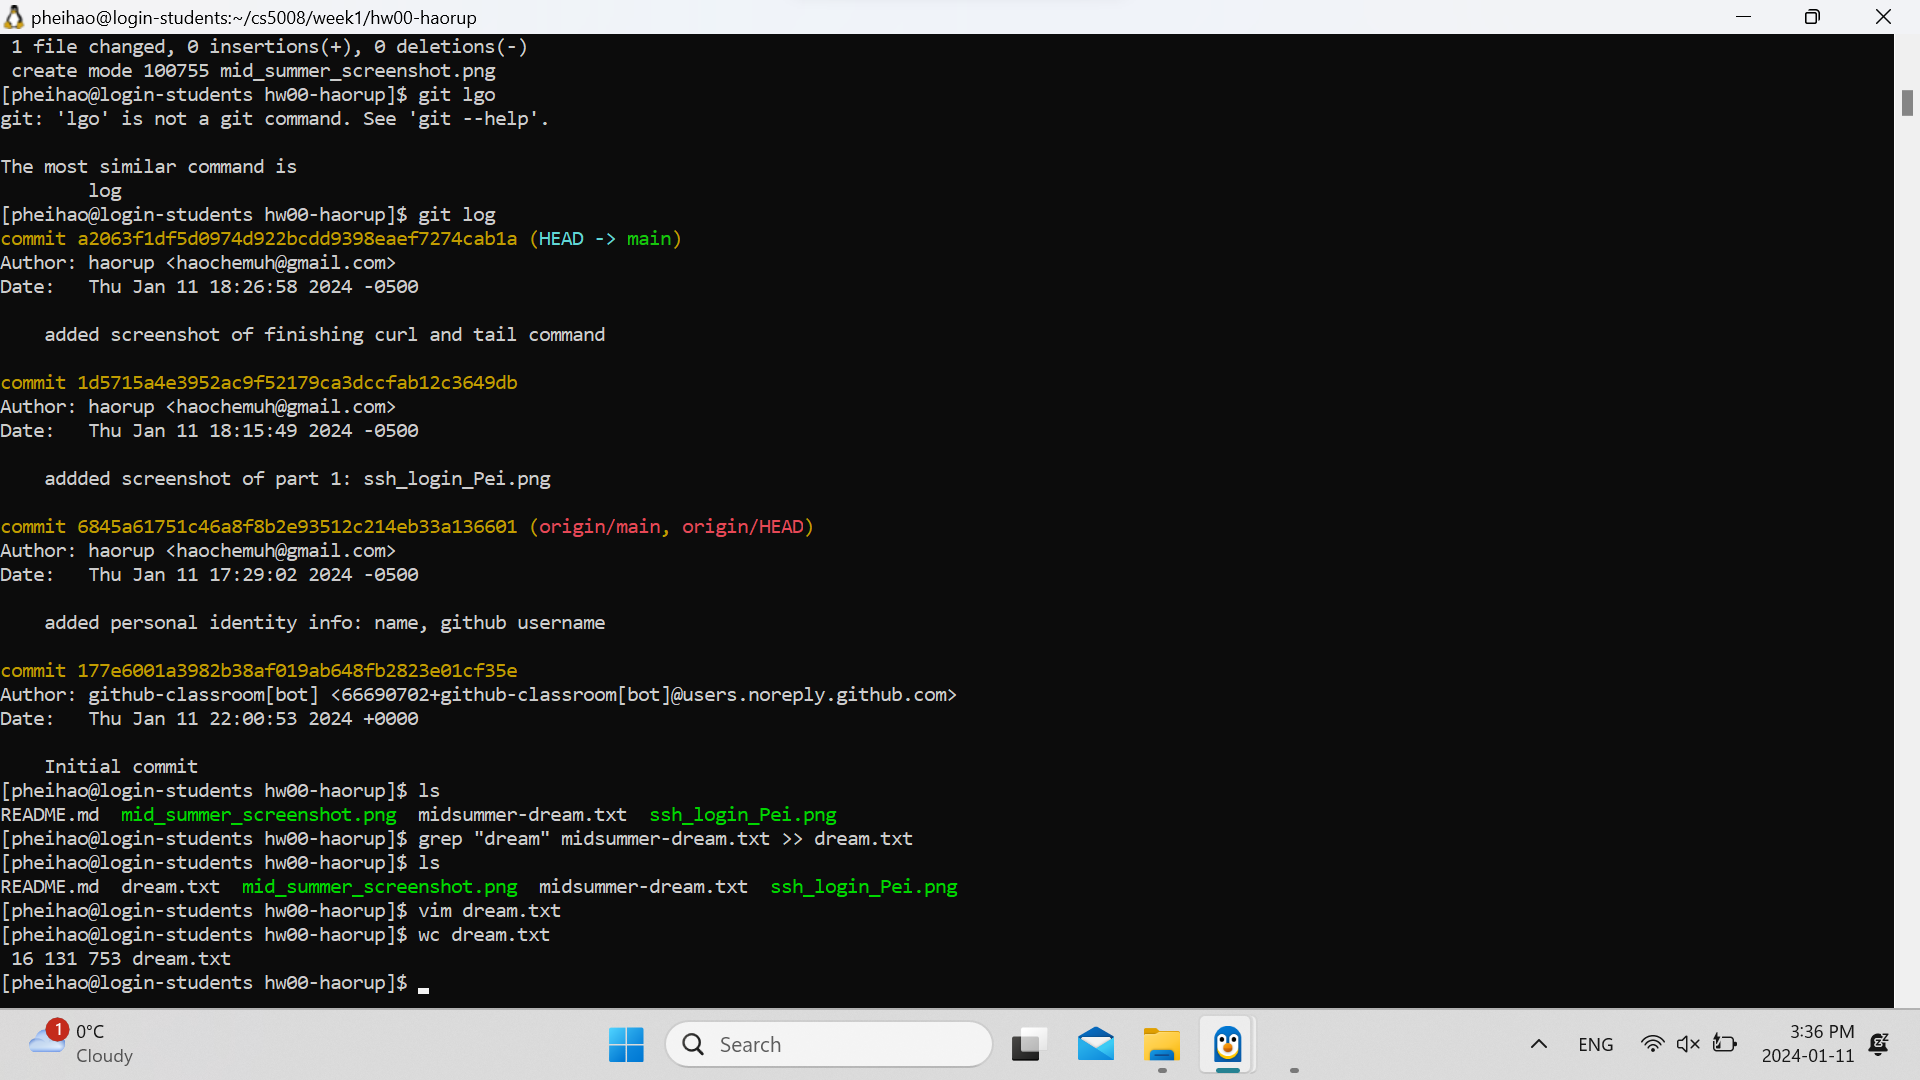 pheihao@login-students:~/cs5008/week1/hw00-haorup
1 file changed, 0 insertions(+), 0 deletions(-)
create mode 100755 mid_summer_screenshot.png
[pheihao@login-students hw00-haorup]$ git lgo
git: 'lgo' is not a git command. See 'git --help'.
The most similar command is
log
[pheihao@login-students hw00-haorup]$ git log
commit a2063f1df5d0974d922bcdd9398eaef7274cab1a (HEAD -> main)
Author: haorup <haochemuh@gmail.com>
Date:   Thu Jan 11 18:26:58 2024 -0500
added screenshot of finishing curl and tail command
commit 1d5715a4e3952ac9f52179ca3dccfab12c3649db
Author: haorup <haochemuh@gmail.com>
Date:   Thu Jan 11 18:15:49 2024 -0500
addded screenshot of part 1: ssh_login_Pei.png
commit 6845a61751c46a8f8b2e93512c214eb33a136601 (origin/main, origin/HEAD)
Author: haorup <haochemuh@gmail.com>
Date:   Thu Jan 11 17:29:02 2024 -0500
added personal identity info: name, github username
commit 177e6001a3982b38af019ab648fb2823e01cf35e
Author: github-classroom[bot] <66690702+github-classroom[bot]@users.noreply.github.com>
Date:   Thu Jan 11 22:00:53 2024 +0000
Initial commit
[pheihao@login-students hw00-haorup]$ ls
README.md  mid_summer_screenshot.png  midsummer-dream.txt  ssh_login_Pei.png
[pheihao@login-students hw00-haorup]$ grep "dream" midsummer-dream.txt >> dream.txt
[pheihao@login-students hw00-haorup]$ ls
README.md  dream.txt  mid_summer_screenshot.png  midsummer-dream.txt  ssh_login_Pei.png
[pheihao@login-students hw00-haorup]$ vim dream.txt
[pheihao@login-students hw00-haorup]$ wc dream.txt
16 131 753 dream.txt
[pheihao@login-students hw00-haorup]$
1 0°C
Cloudy
Search
ENG
3:36 PM
2024-01-11